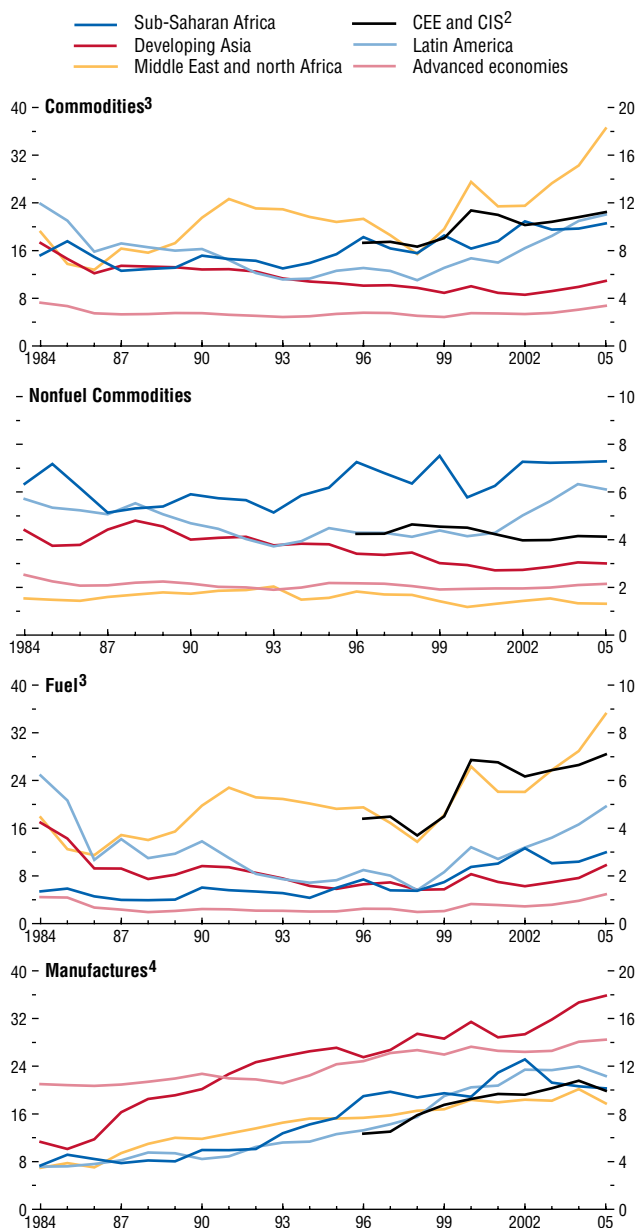 Sub-Saharan Africa CEE and CIS2
Developing Asia Latin America
Middle East and north Africa Advanced economies
Commodities3
40 20
32 16
24 12
16 8
8 4
0 0
1984 87 90 93 96 99 2002 05
Nonfuel Commodities
10
8
6
4
2
0
1984 87 90 93 96 99 2002 05
Fuel3
40 10
32 8
24 6
16 4
8 2
0 0
1984 87 90 93 96 99 2002 05
Manufactures4
40 20
32 16
24 12
16 8
8 4
0 0
1984 87 90 93 96 99 2002 05